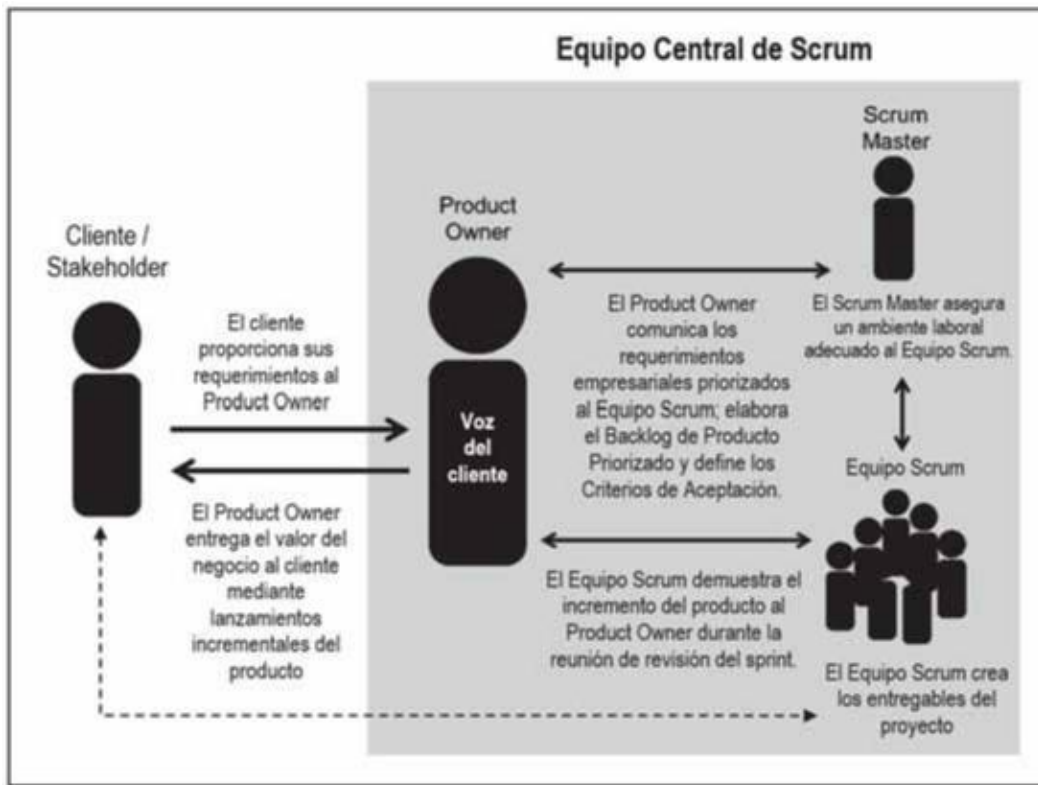 Equipo Central de Scrum
Scrum
Master
Product
Owner
Cliente /
Stakeholder
El cliente
proporciona sus
requerimientos al
Product Owner
Voz
del
cliente
El Product Owner
comunica los
requerimientos
empresariales priorizados
al Equipo Scrum; elabora
el Backlog de Producto
Priorizado y define los
Criterios de Aceptación.
El Scrum Master asegura
un ambiente laboral
adecuado al Equipo Scrum.
Equipo Scrum
El Product Owner
entrega el valor del
negocio al cliente
mediante
lanzamientos
incrementales del
producto
El Equipo Scrum demuestra el
incremento del producto al
Product Owner durante la
reunión de revisión del sprint.
El Equipo Scrum crea
los entregables del
proyecto